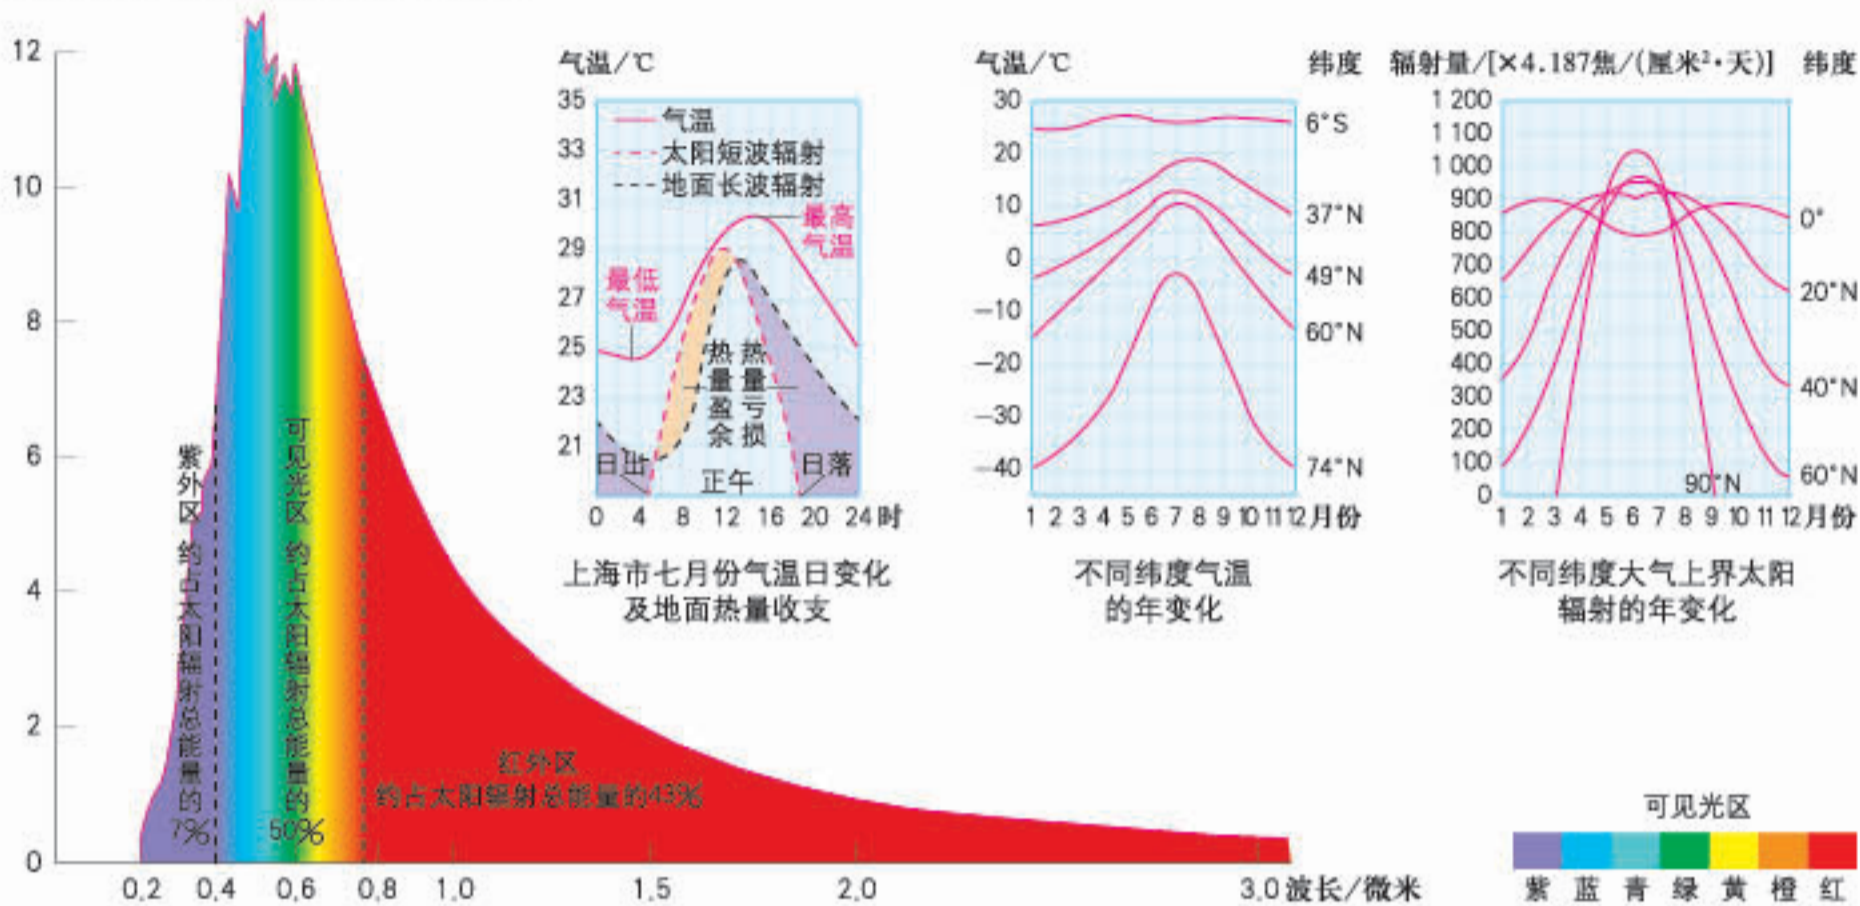 12
10
8
6
4
2
0
0.2 0.4 0.6 0.8 1.0 1.5 2.0 3.0 波长/微米
紫外区 约占太阳辐射总能量的7%
可见光区 约占太阳辐射总能量的50%
红外区
约占太阳辐射总能量的43%
气温/℃
35
33
31
29
27
25
23
21
气温
太阳短波辐射
地面长波辐射
最高气温
最低气温
热量盈余
热量亏损
日出
正午
日落
0 4 8 12 16 20 24 时
上海市七月份气温日变化
及地面热量收支
气温/℃ 纬度
30
20
10
0
−10
−20
−30
−40
6°S
37°N
49°N
60°N
74°N
1 2 3 4 5 6 7 8 9 10 11 12 月份
不同纬度气温
的年变化
辐射量/[×4.187焦/(厘米²·天)] 纬度
1 200
1 100
1 000
900
800
700
600
500
400
300
200
100
0
0°
20°N
40°N
60°N
90°N
1 2 3 4 5 6 7 8 9 10 11 12 月份
不同纬度大气上界太阳
辐射的年变化
可见光区
紫 蓝 青 绿 黄 橙 红